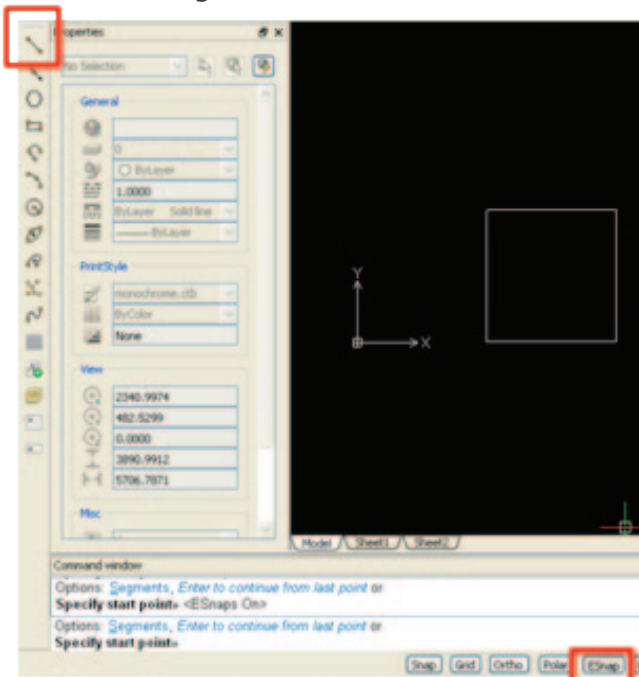 Properties
No Selection
General
0
ByLayer
1.0000
ByLayer Solid line
ByLayer
PrintStyle
monochrome.ctb
ByColor
None
View
2340.9974
482.5299
0.0000
3890.9912
5706.7871
Misc
Y
X
Model Sheet1 Sheet2
Command window
Options: Segments, Enter to continue from last point or
Specify start point» <ESnaps On>
Options: Segments, Enter to continue from last point or
Specify start point»
Snap Grid Ortho Polar ESnap